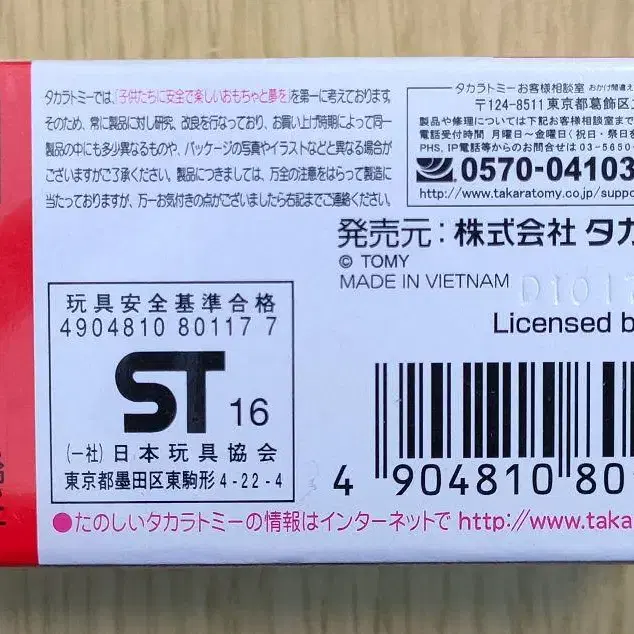 タカラトミーでは、「子供たちに安全で楽しいおもちゃと夢を」を第一に考えております。
そのため、常に製品に対し研究、改良を行なっており、お買い上げ時期によって同一
製品の中にも多少異なるものや、パッケージの写真やイラストなどと異なる場合が
ございますがご了承ください。製品につきましては、万全の注意をはらって製造に
当たっておりますが、万一お気付きの点がございましたら右記までご連絡ください。
タカラトミーお客様相談室 おかけ間違え
〒124-8511 東京都葛飾区立
製品や修理については下記お客様相談室まで
電話受付時間 月曜日〜金曜日(祝日・祭日を
PHS, IP電話等からのお問合せは 03-5650
0570-04103
http://www.takaratomy.co.jp/suppo
発売元：株式会社 タカ
© TOMY
MADE IN VIETNAM
Licensed b
玩具安全基準合格
4904810 80117 7
ST 16
(一社)日本玩具協会
東京都墨田区東駒形 4-22-4
4 904810 80
●たのしいタカラトミーの情報はインターネットで http://www.taka